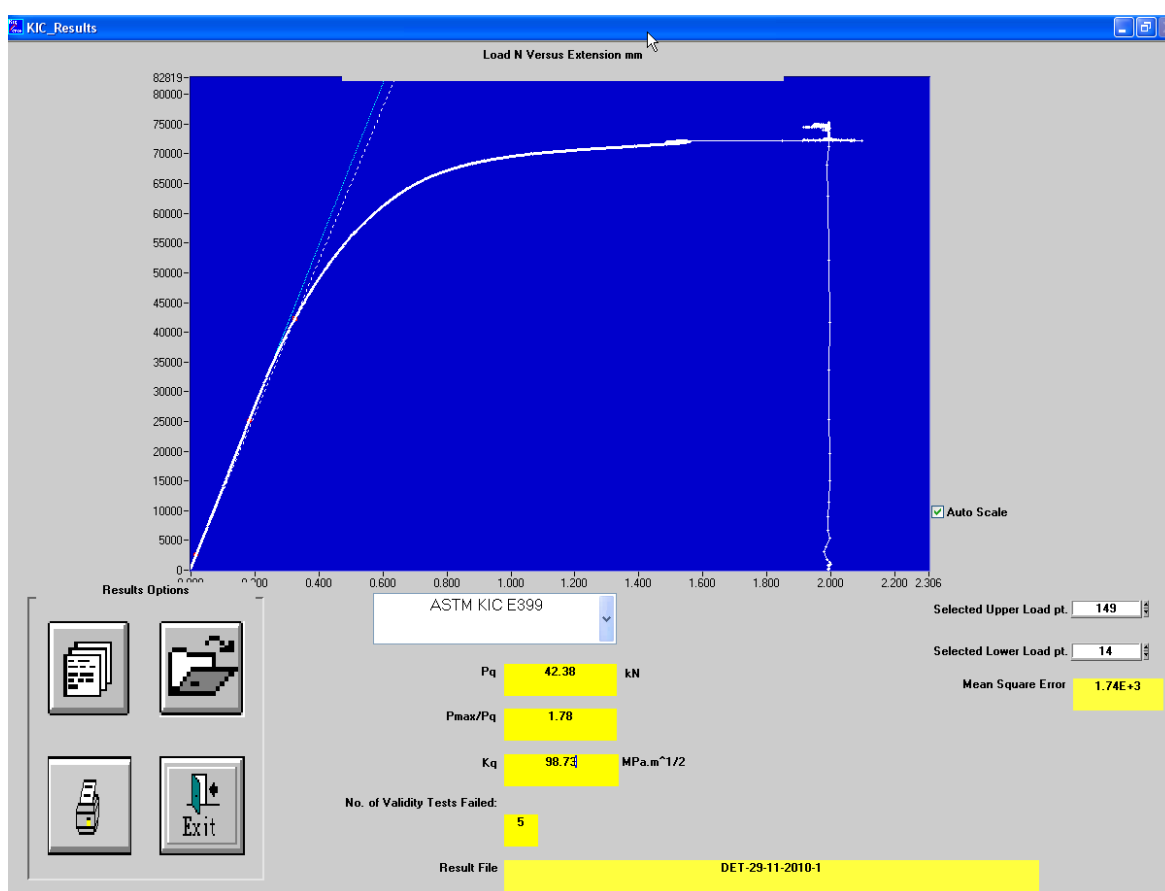 KIC_Results
Load N Versus Extension mm
82819
80000
75000
70000
65000
60000
55000
50000
45000
40000
35000
30000
25000
20000
15000
10000
5000
0
0.000 0.200 0.400 0.600 0.800 1.000 1.200 1.400 1.600 1.800 2.000 2.200 2.306
Auto Scale
Results Options
ASTM KIC E399
Selected Upper Load pt. 149
Selected Lower Load pt. 14
Mean Square Error 1.74E+3
Pq 42.38 kN
Pmax/Pq 1.78
Kq 98.73 MPa.m^1/2
No. of Validity Tests Failed:
5
Exit
Result File DET-29-11-2010-1